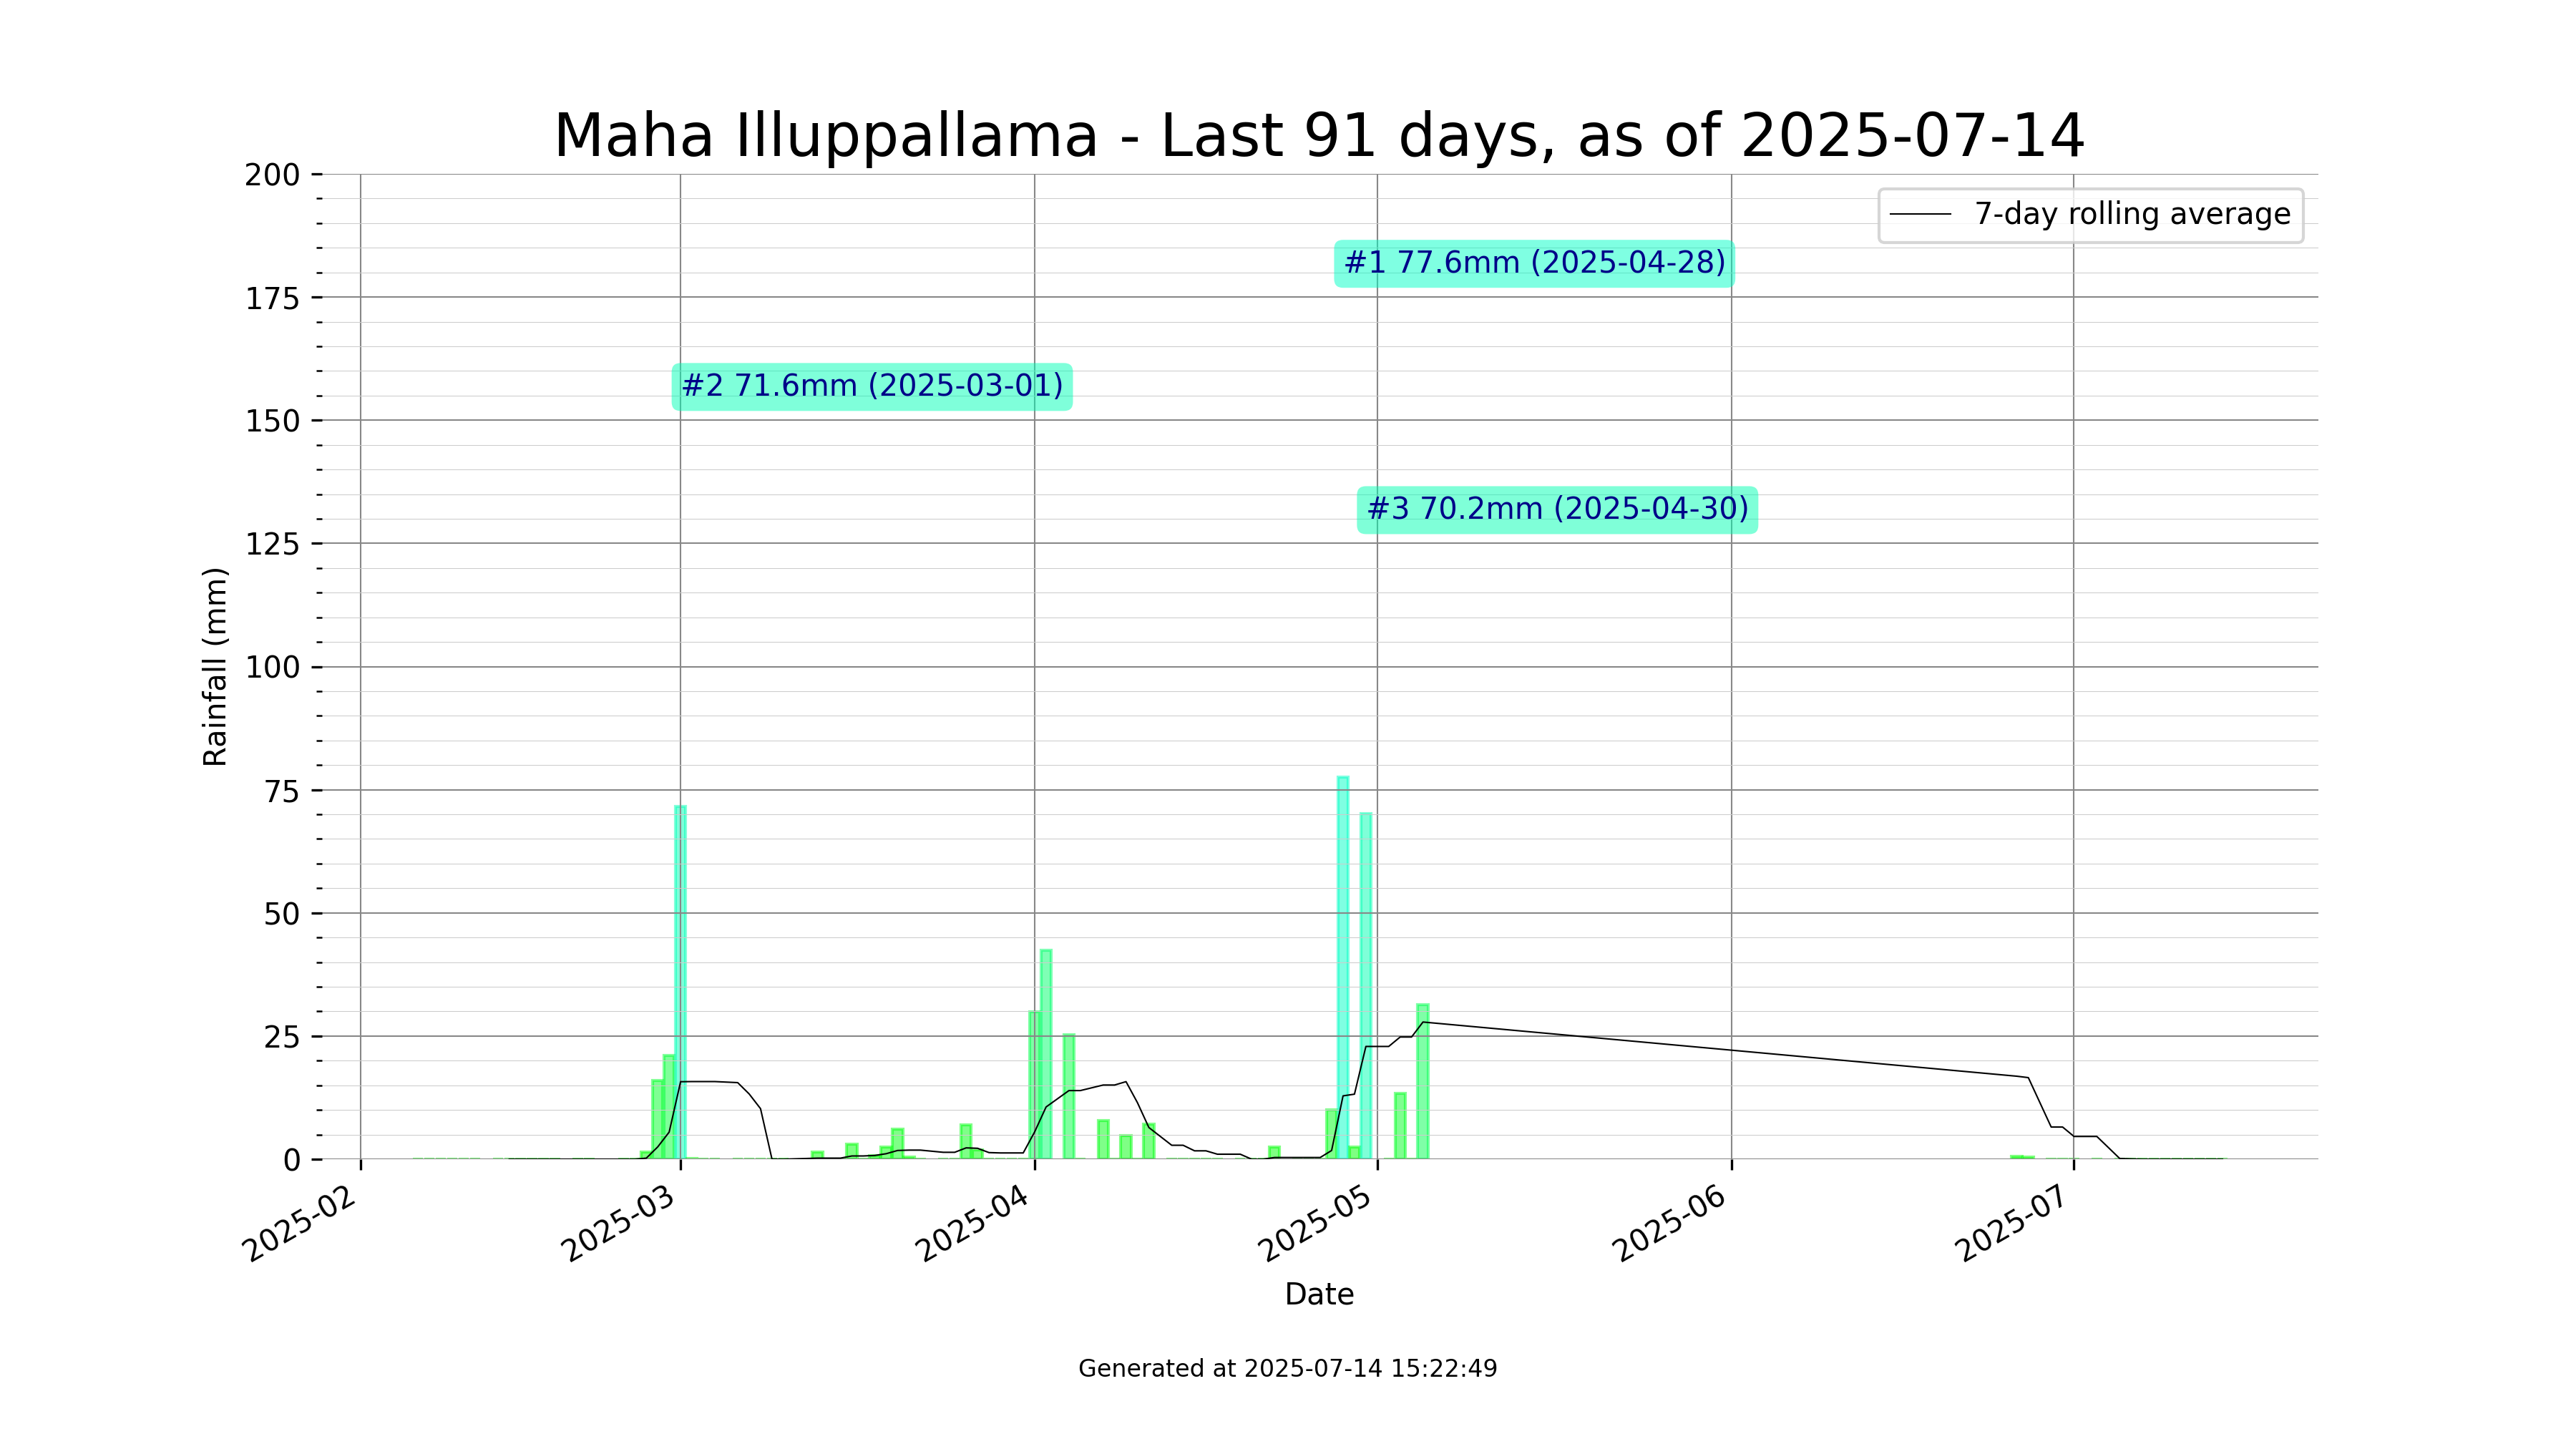 Maha Illuppallama - Last 91 days, as of 2025-07-14
7-day rolling average
#1 77.6mm (2025-04-28)
#2 71.6mm (2025-03-01)
#3 70.2mm (2025-04-30)
Rainfall (mm)
200
175
150
125
100
75
50
25
0
2025-02
2025-03
2025-04
2025-05
2025-06
2025-07
Date
Generated at 2025-07-14 15:22:49